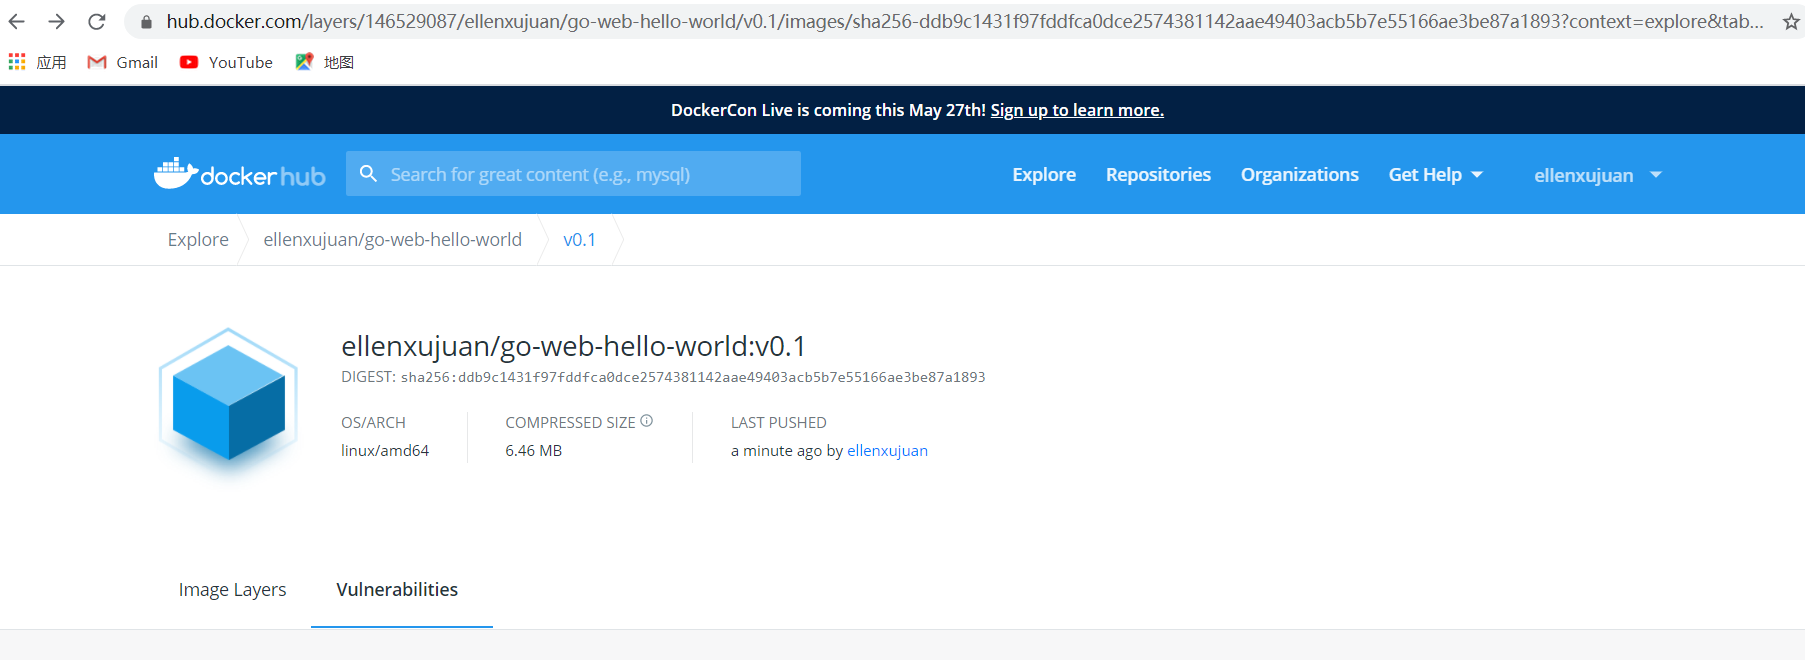 hub.docker.com/layers/146529087/ellenxujuan/go-web-hello-world/v0.1/images/sha256-ddb9c1431f97fddfca0dce2574381142aae49403acb5b7e55166ae3be87a1893?context=explore&tab...
应用 Gmail YouTube 地图
DockerCon Live is coming this May 27th! Sign up to learn more.
dockerhub Search for great content (e.g., mysql) Explore Repositories Organizations Get Help ellenxujuan
Explore ellenxujuan/go-web-hello-world v0.1
ellenxujuan/go-web-hello-world:v0.1
DIGEST: sha256:ddb9c1431f97fddfca0dce2574381142aae49403acb5b7e55166ae3be87a1893
OS/ARCH COMPRESSED SIZE LAST PUSHED
linux/amd64 6.46 MB a minute ago by ellenxujuan
Image Layers Vulnerabilities